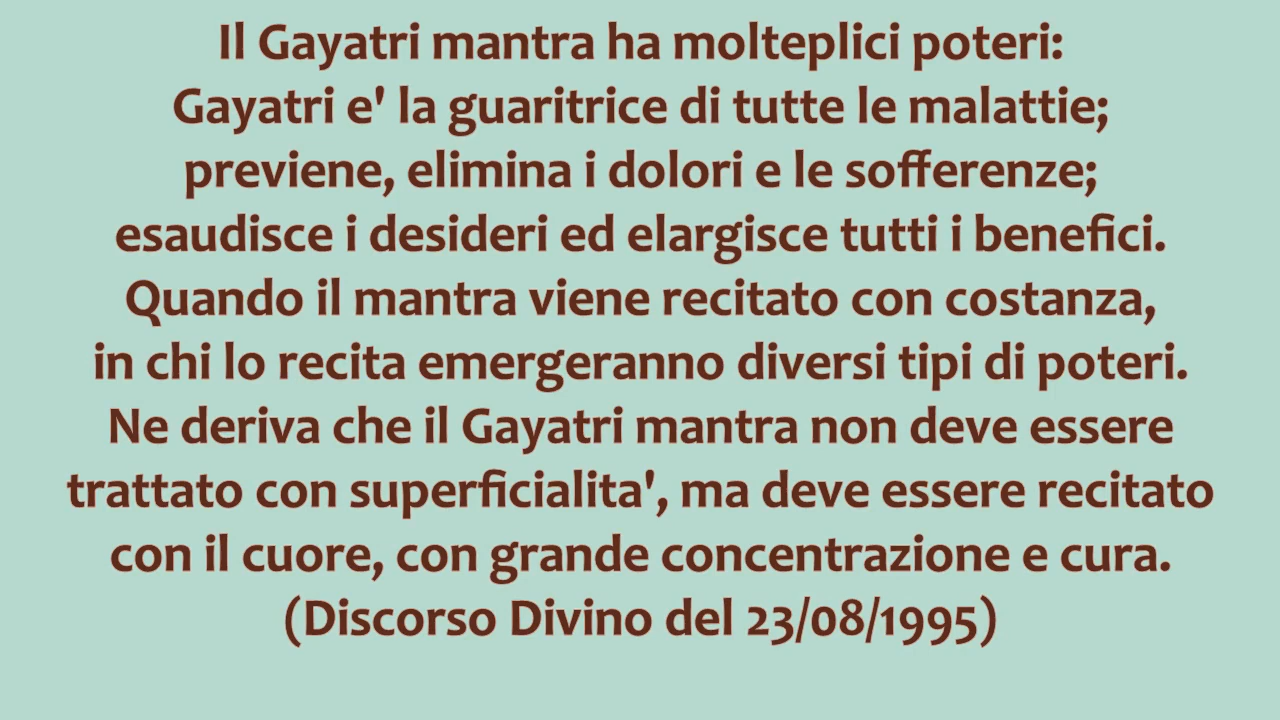 Il Gayatri mantra ha molteplici poteri:
Gayatri e' la guaritrice di tutte le malattie;
previene, elimina i dolori e le sofferenze;
esaudisce i desideri ed elargisce tutti i benefici.
Quando il mantra viene recitato con costanza,
in chi lo recita emergeranno diversi tipi di poteri.
Ne deriva che il Gayatri mantra non deve essere
trattato con superficialita', ma deve essere recitato
con il cuore, con grande concentrazione e cura.
(Discorso Divino del 23/08/1995)